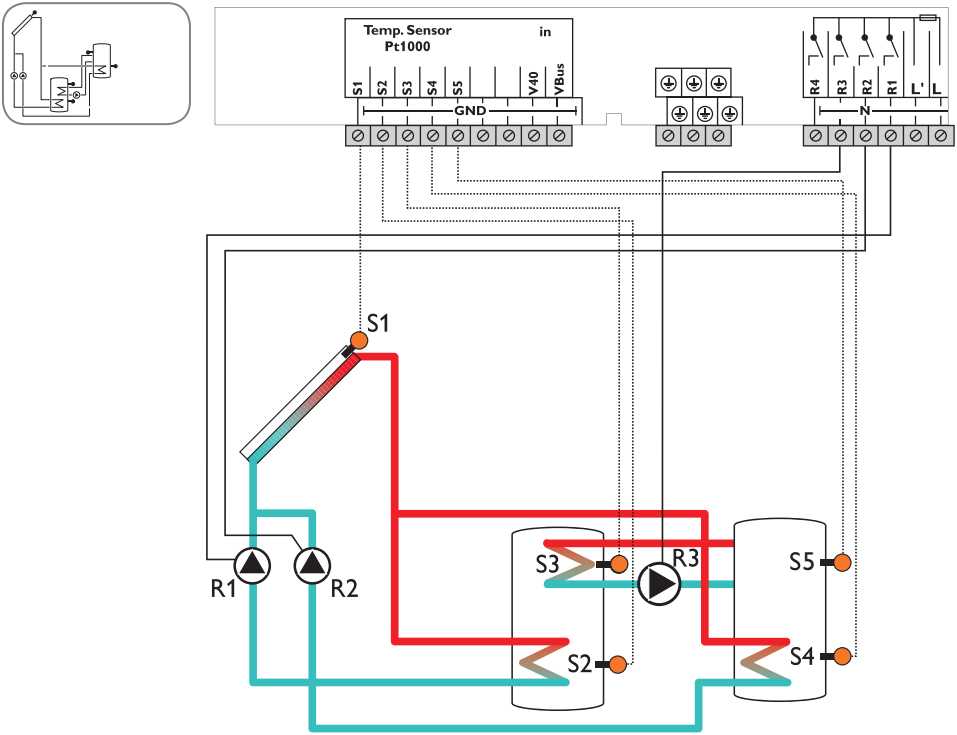 Temp. Sensor in
Pt1000
S1 S2 S3 S4 S5 V40 VBus
GND
R4 R3 R2 R1 L' L
N
S1
R1 R2
S3 R3 S5
S2 S4